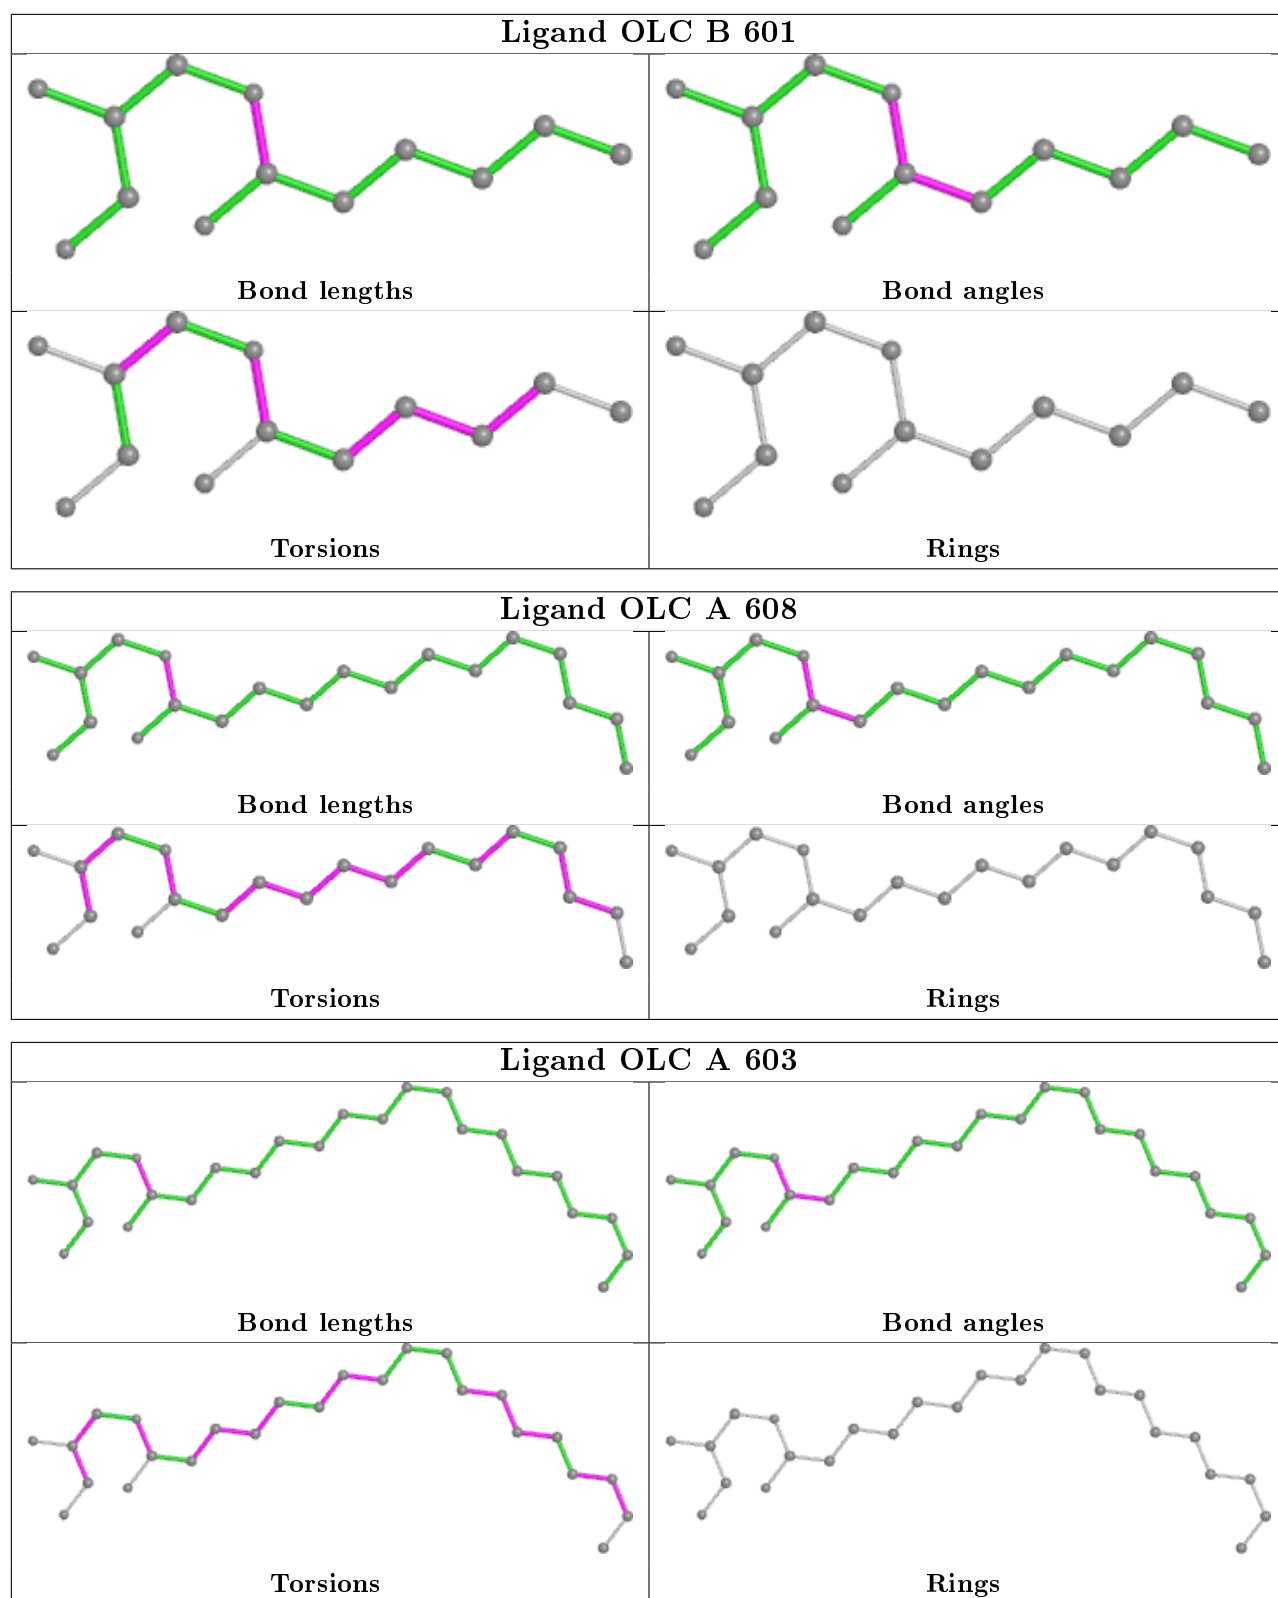 Ligand OLC B 601
Bond lengths
Bond angles
Torsions
Rings
Ligand OLC A 608
Bond lengths
Bond angles
Torsions
Rings
Ligand OLC A 603
Bond lengths
Bond angles
Torsions
Rings